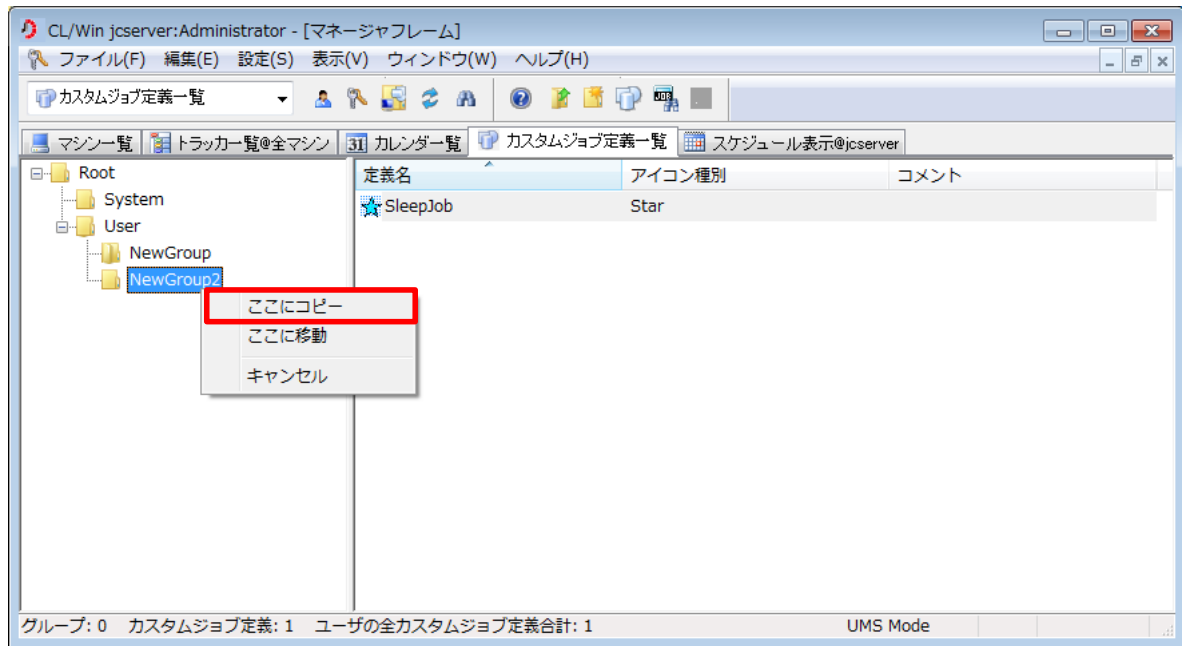 CL/Win jcserver:Administrator - [マネージャフレーム]
ファイル(F) 編集(E) 設定(S) 表示(V) ウィンドウ(W) ヘルプ(H)
カスタムジョブ定義一覧
マシン一覧 トラッカ一覧@全マシン 31 カレンダ一覧 カスタムジョブ定義一覧 スケジュール表示@jcserver
Root
System
User
NewGroup
NewGroup2
定義名 アイコン種別 コメント
SleepJob Star
ここにコピー
ここに移動
キャンセル
グループ: 0 カスタムジョブ定義: 1 ユーザの全カスタムジョブ定義合計: 1 UMS Mode